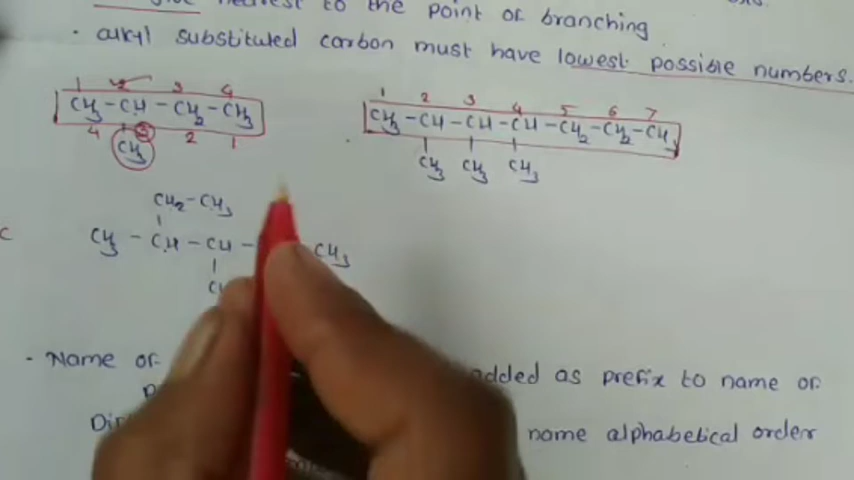 nearest to the point of branching
· alkyl substituted carbon must have lowest possible numbers.
1 2 3 4
CH3 - CH - CH2 - CH3
4 3 2 1
CH3
1 2 3 4 5 6 7
CH3 - CH - CH - CH - CH2 - CH2 - CH3
CH3 CH3 CH3
CH2 - CH3
CH3 - CH - CH - CH3
- Name of added as prefix to name of
name alphabetical order